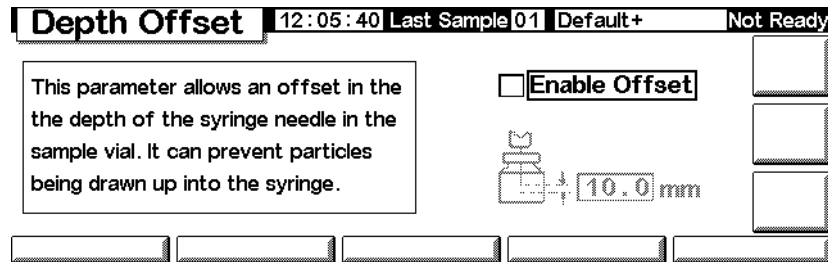 Depth Offset 12:05:40 Last Sample 01 Default+ Not Ready
This parameter allows an offset in the
the depth of the syringe needle in the
sample vial. It can prevent particles
being drawn up into the syringe.
Enable Offset
10.0 mm